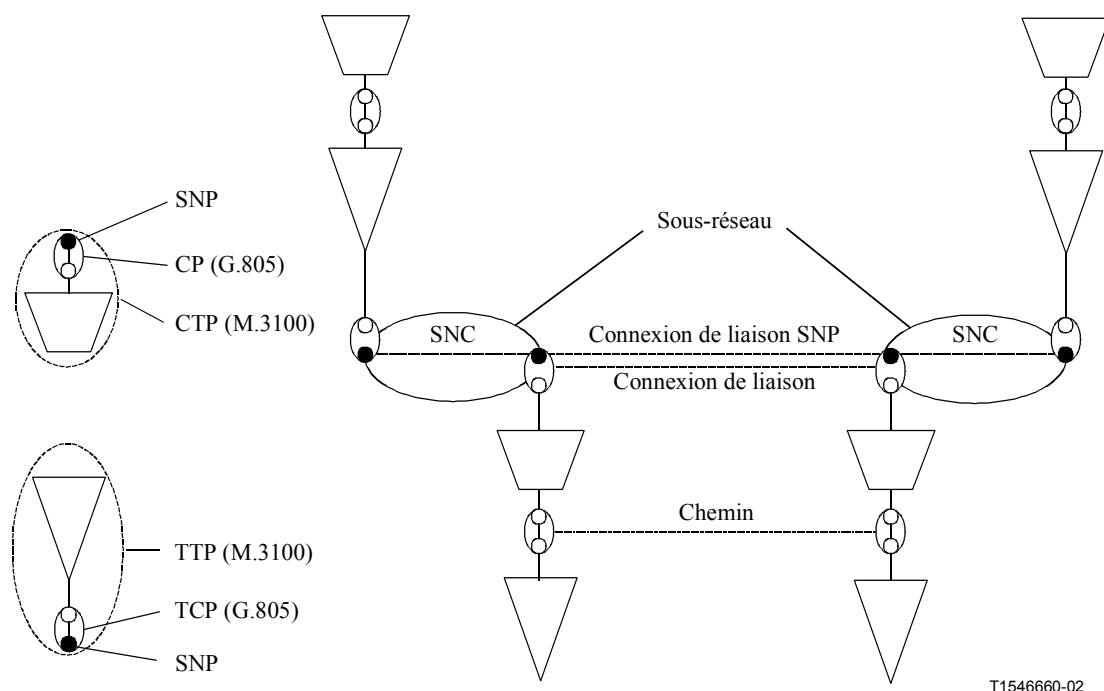 SNP
CP (G.805)
CTP (M.3100)
Sous-réseau
SNC
Connexion de liaison SNP
SNC
Connexion de liaison
Chemin
TTP (M.3100)
TCP (G.805)
SNP
T1546660-02